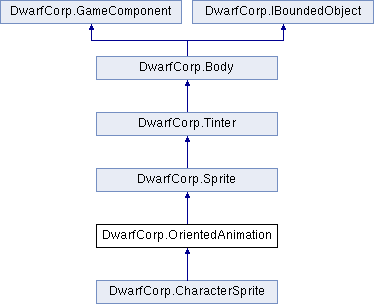 DwarfCorp.GameComponent
DwarfCorp.IBoundedObject
DwarfCorp.Body
DwarfCorp.Tinter
DwarfCorp.Sprite
DwarfCorp.OrientedAnimation
DwarfCorp.CharacterSprite